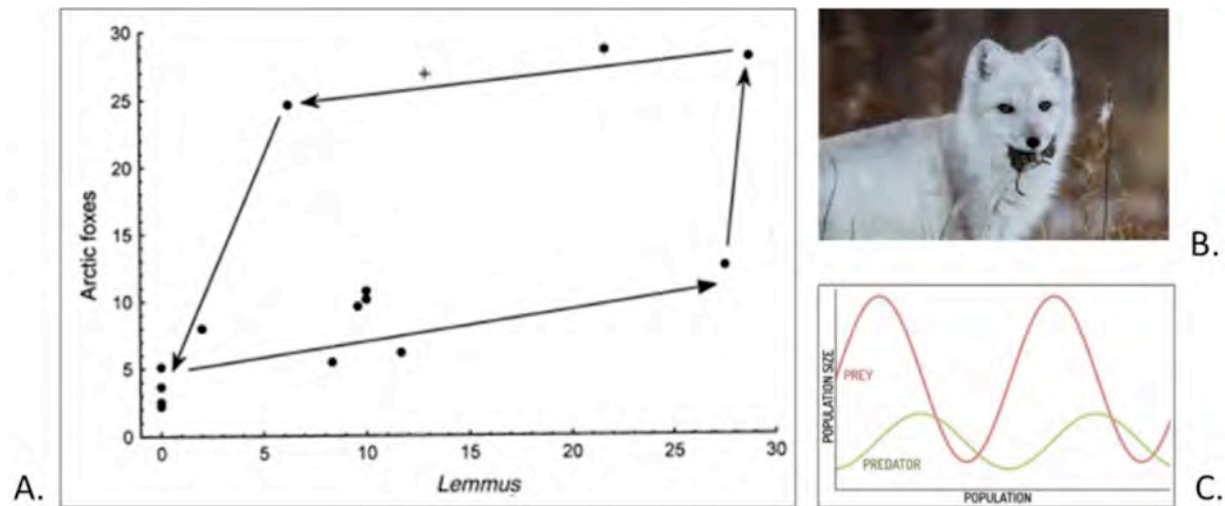 30
25
20
15
10
5
0
Arctic foxes
0 5 10 15 20 25 30
Lemmus
A.
B.
POPULATION SIZE
PREY
PREDATOR
POPULATION
C.